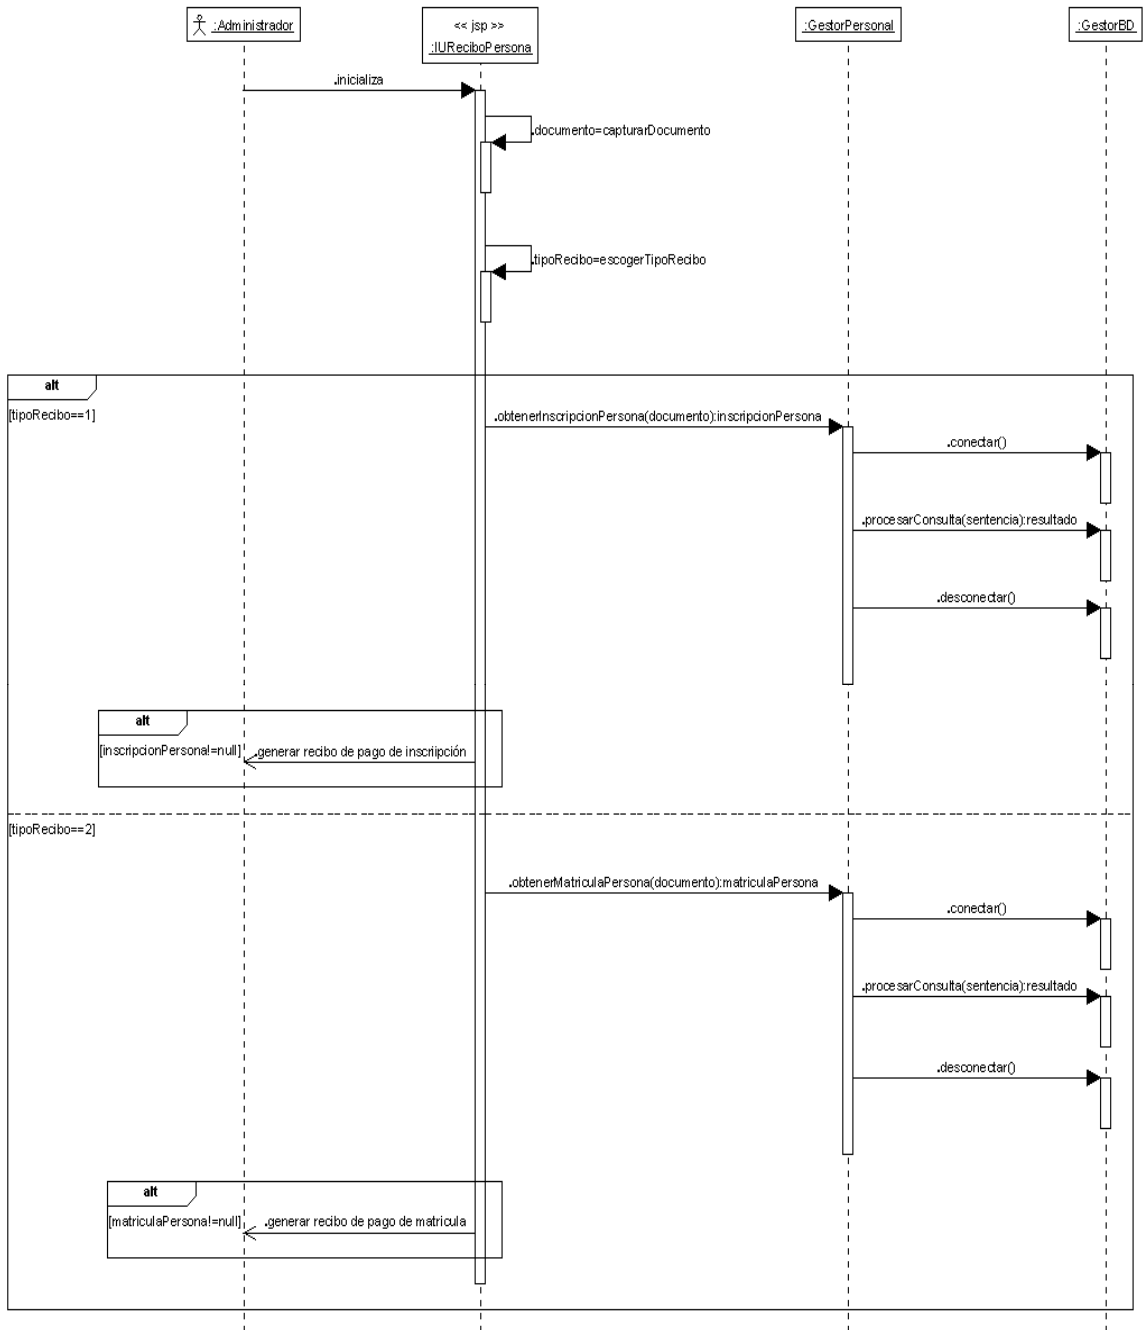 :Administrador
<< jsp >>
:IUReciboPersona
:GestorPersonal
:GestorBD
.inicializa
.documento=capturarDocumento
.tipoRecibo=escogerTipoRecibo
alt
[tipoRecibo==1]
.obtenerInscripcionPersona(documento):inscripcionPersona
.conectar()
.procesarConsulta(sentencia):resultado
.desconectar()
alt
[inscripcionPersona!=null]
.generar recibo de pago de inscriipción
[tipoRecibo==2]
.obtenerMatriculaPersona(documento):matriculaPersona
.conectar()
.procesarConsulta(sentencia):resultado
.desconectar()
alt
[matriculaPersona!=null]
.generar recibo de pago de matricula